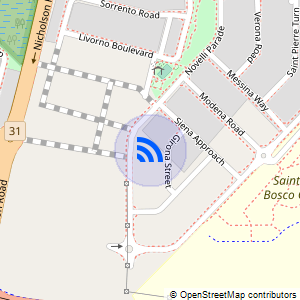 Sorrento Road
Livorno Boulevard
Nicholson
Novelli Parade
Verona Road
Saint Pierre Turn
Messina Way
Modena Road
Siena Approach
Girona Street
31
Road
Saint
Bosco C
© OpenStreetMap contributors